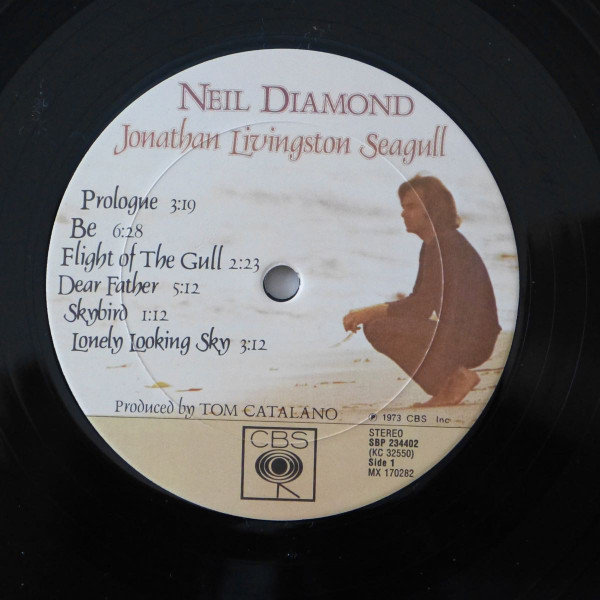 NEIL DIAMOND
Jonathan Livingston Seagull
Prologue 3:19
Be 6:28
Flight of The Gull 2:23
Dear Father 5:12
Skybird 1:12
Lonely Looking Sky 3:12
Produced by TOM CATALANO
℗ 1973 CBS Inc
CBS
STEREO
SBP 234402
(KC 32550)
Side 1
MX 170282